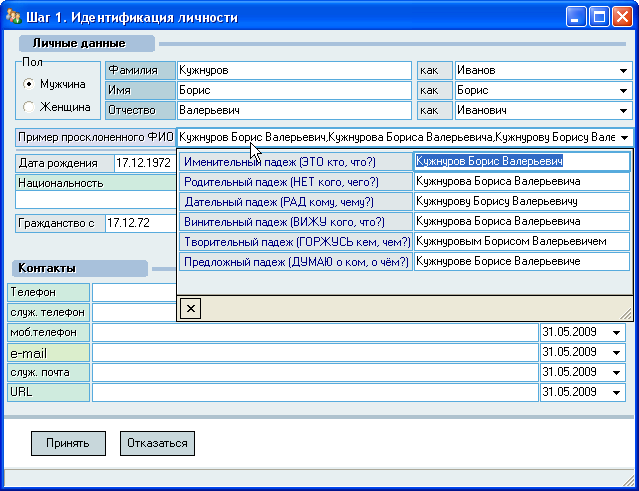 Шаг 1. Идентификация личности
Личные данные
Пол
Мужчина
Женщина
Фамилия Кужнуров как Иванов
Имя Борис как Борис
Отчество Валерьевич как Иванович
Пример просклоненного ФИО Кужнуров Борис Валерьевич,Кужнурова Бориса Валерьевича,Кужнурову Борису Вале
Дата рождения 17.12.1972
Национальность
Гражданство с 17.12.72
Именительный падеж (ЭТО кто, что?) Кужнуров Борис Валерьевич
Родительный падеж (НЕТ кого, чего?) Кужнурова Бориса Валерьевича
Дательный падеж (РАД кому, чему?) Кужнурову Борису Валерьевичу
Винительный падеж (ВИЖУ кого, что?) Кужнурова Бориса Валерьевича
Творительный падеж (ГОРЖУСЬ кем, чем?) Кужнуровым Борисом Валерьевичем
Предложный падеж (ДУМАЮ о ком, о чём?) Кужнурове Борисе Валерьевиче
Контакты
Телефон
служ. телефон
моб.телефон 31.05.2009
e-mail 31.05.2009
служ. почта 31.05.2009
URL 31.05.2009
Принять Отказаться